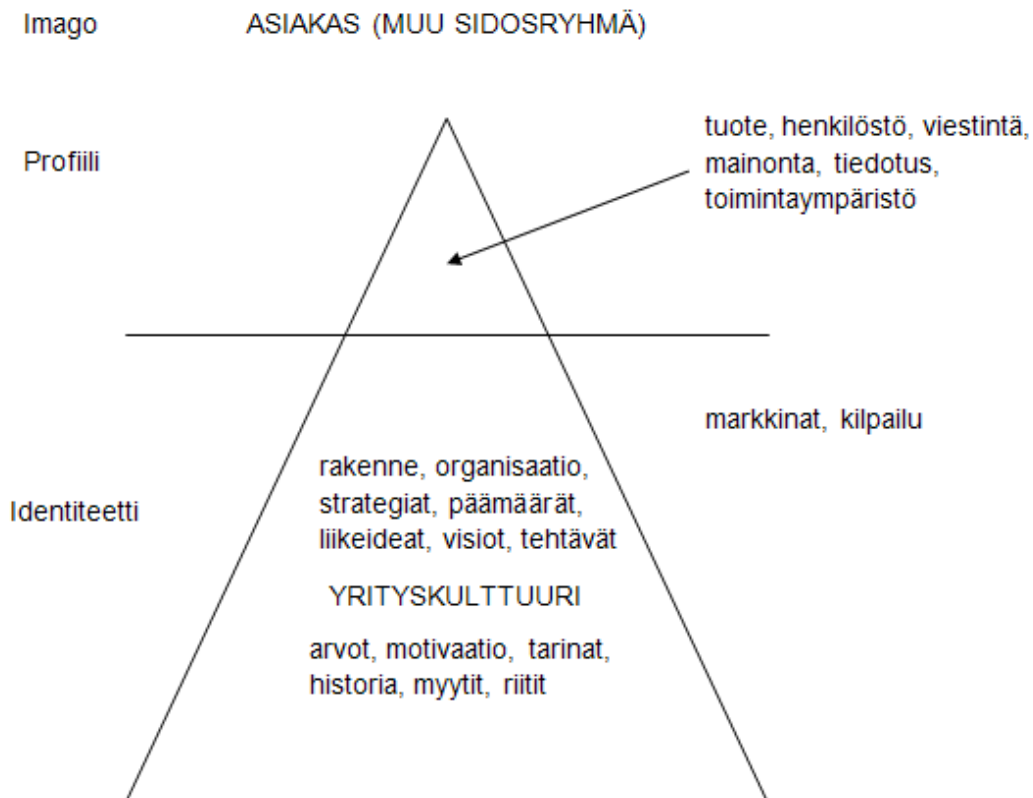 Imago
ASIAKAS (MUU SIDOSRYHMÄ)
Profiili
tuote, henkilöstö, viestintä,
mainonta, tiedotus,
toimintaympäristö
markkinat, kilpailu
Identiteetti
rakenne, organisaatio,
strategiat, päämäärät,
liikeideat, visiot, tehtävät
YRITYSKULTTUURI
arvot, motivaatio, tarinat,
historia, myytit, riitit